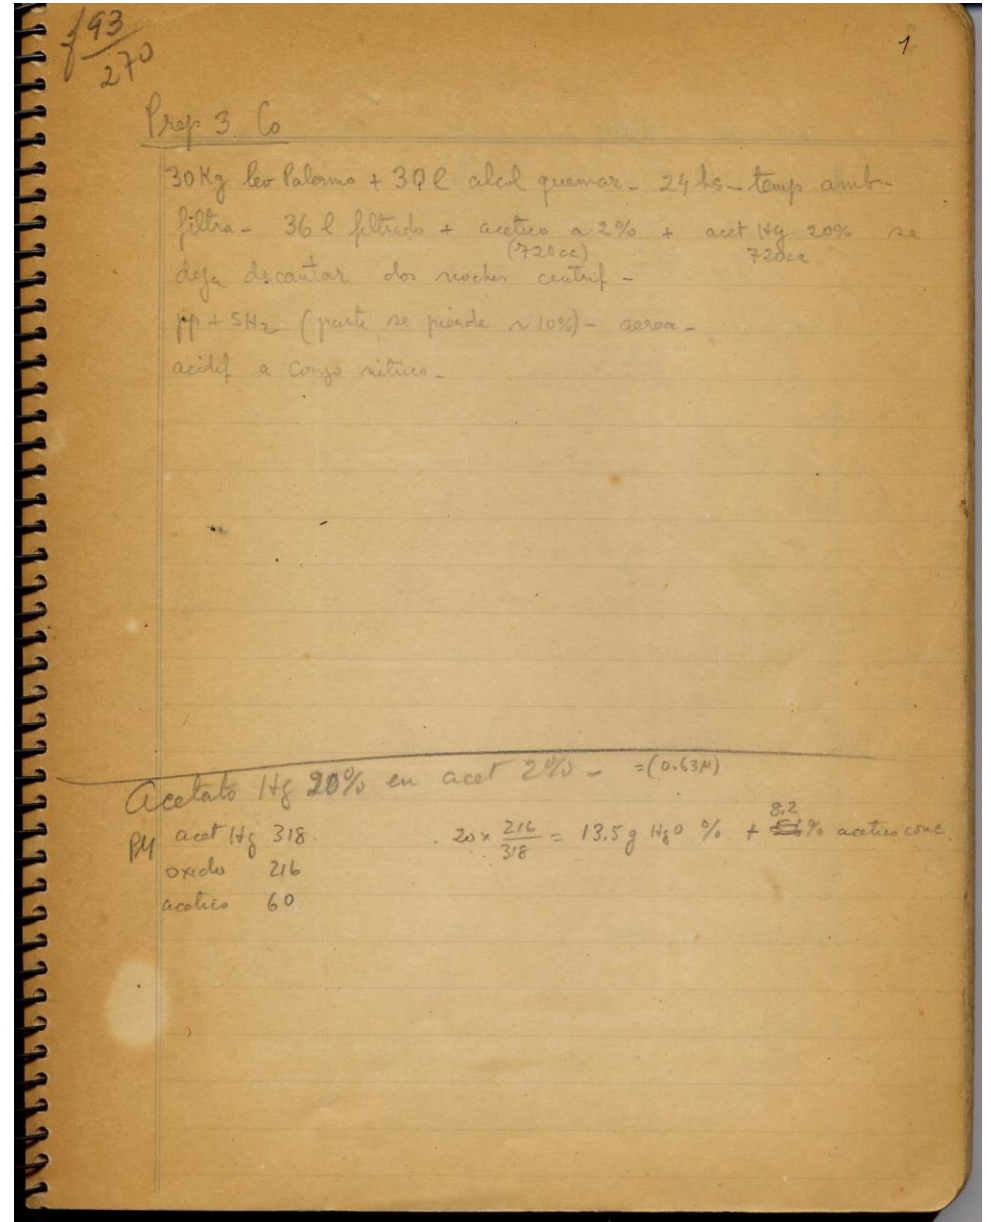 f 93/270
1
Prep 3 Co
30 Kg lev Palermo + 30 l alcol quemar - 24 hs - temp amb -
filtra - 36 l filtrado + acetico a 2% + acet Hg 20% se
(720cc) 720cc
deja decantar dos noches centrif -
pp + SH2 (parte se pierde ~ 10%) - aerea -
acidif a Congo nitrico -
Acetato Hg 20% en acet 2% - = (0.63M)
8.2
PM acet Hg 318. 20 x 216/318 = 13.5 g HgO % + % acetico conc.
oxido 216
acetico 60